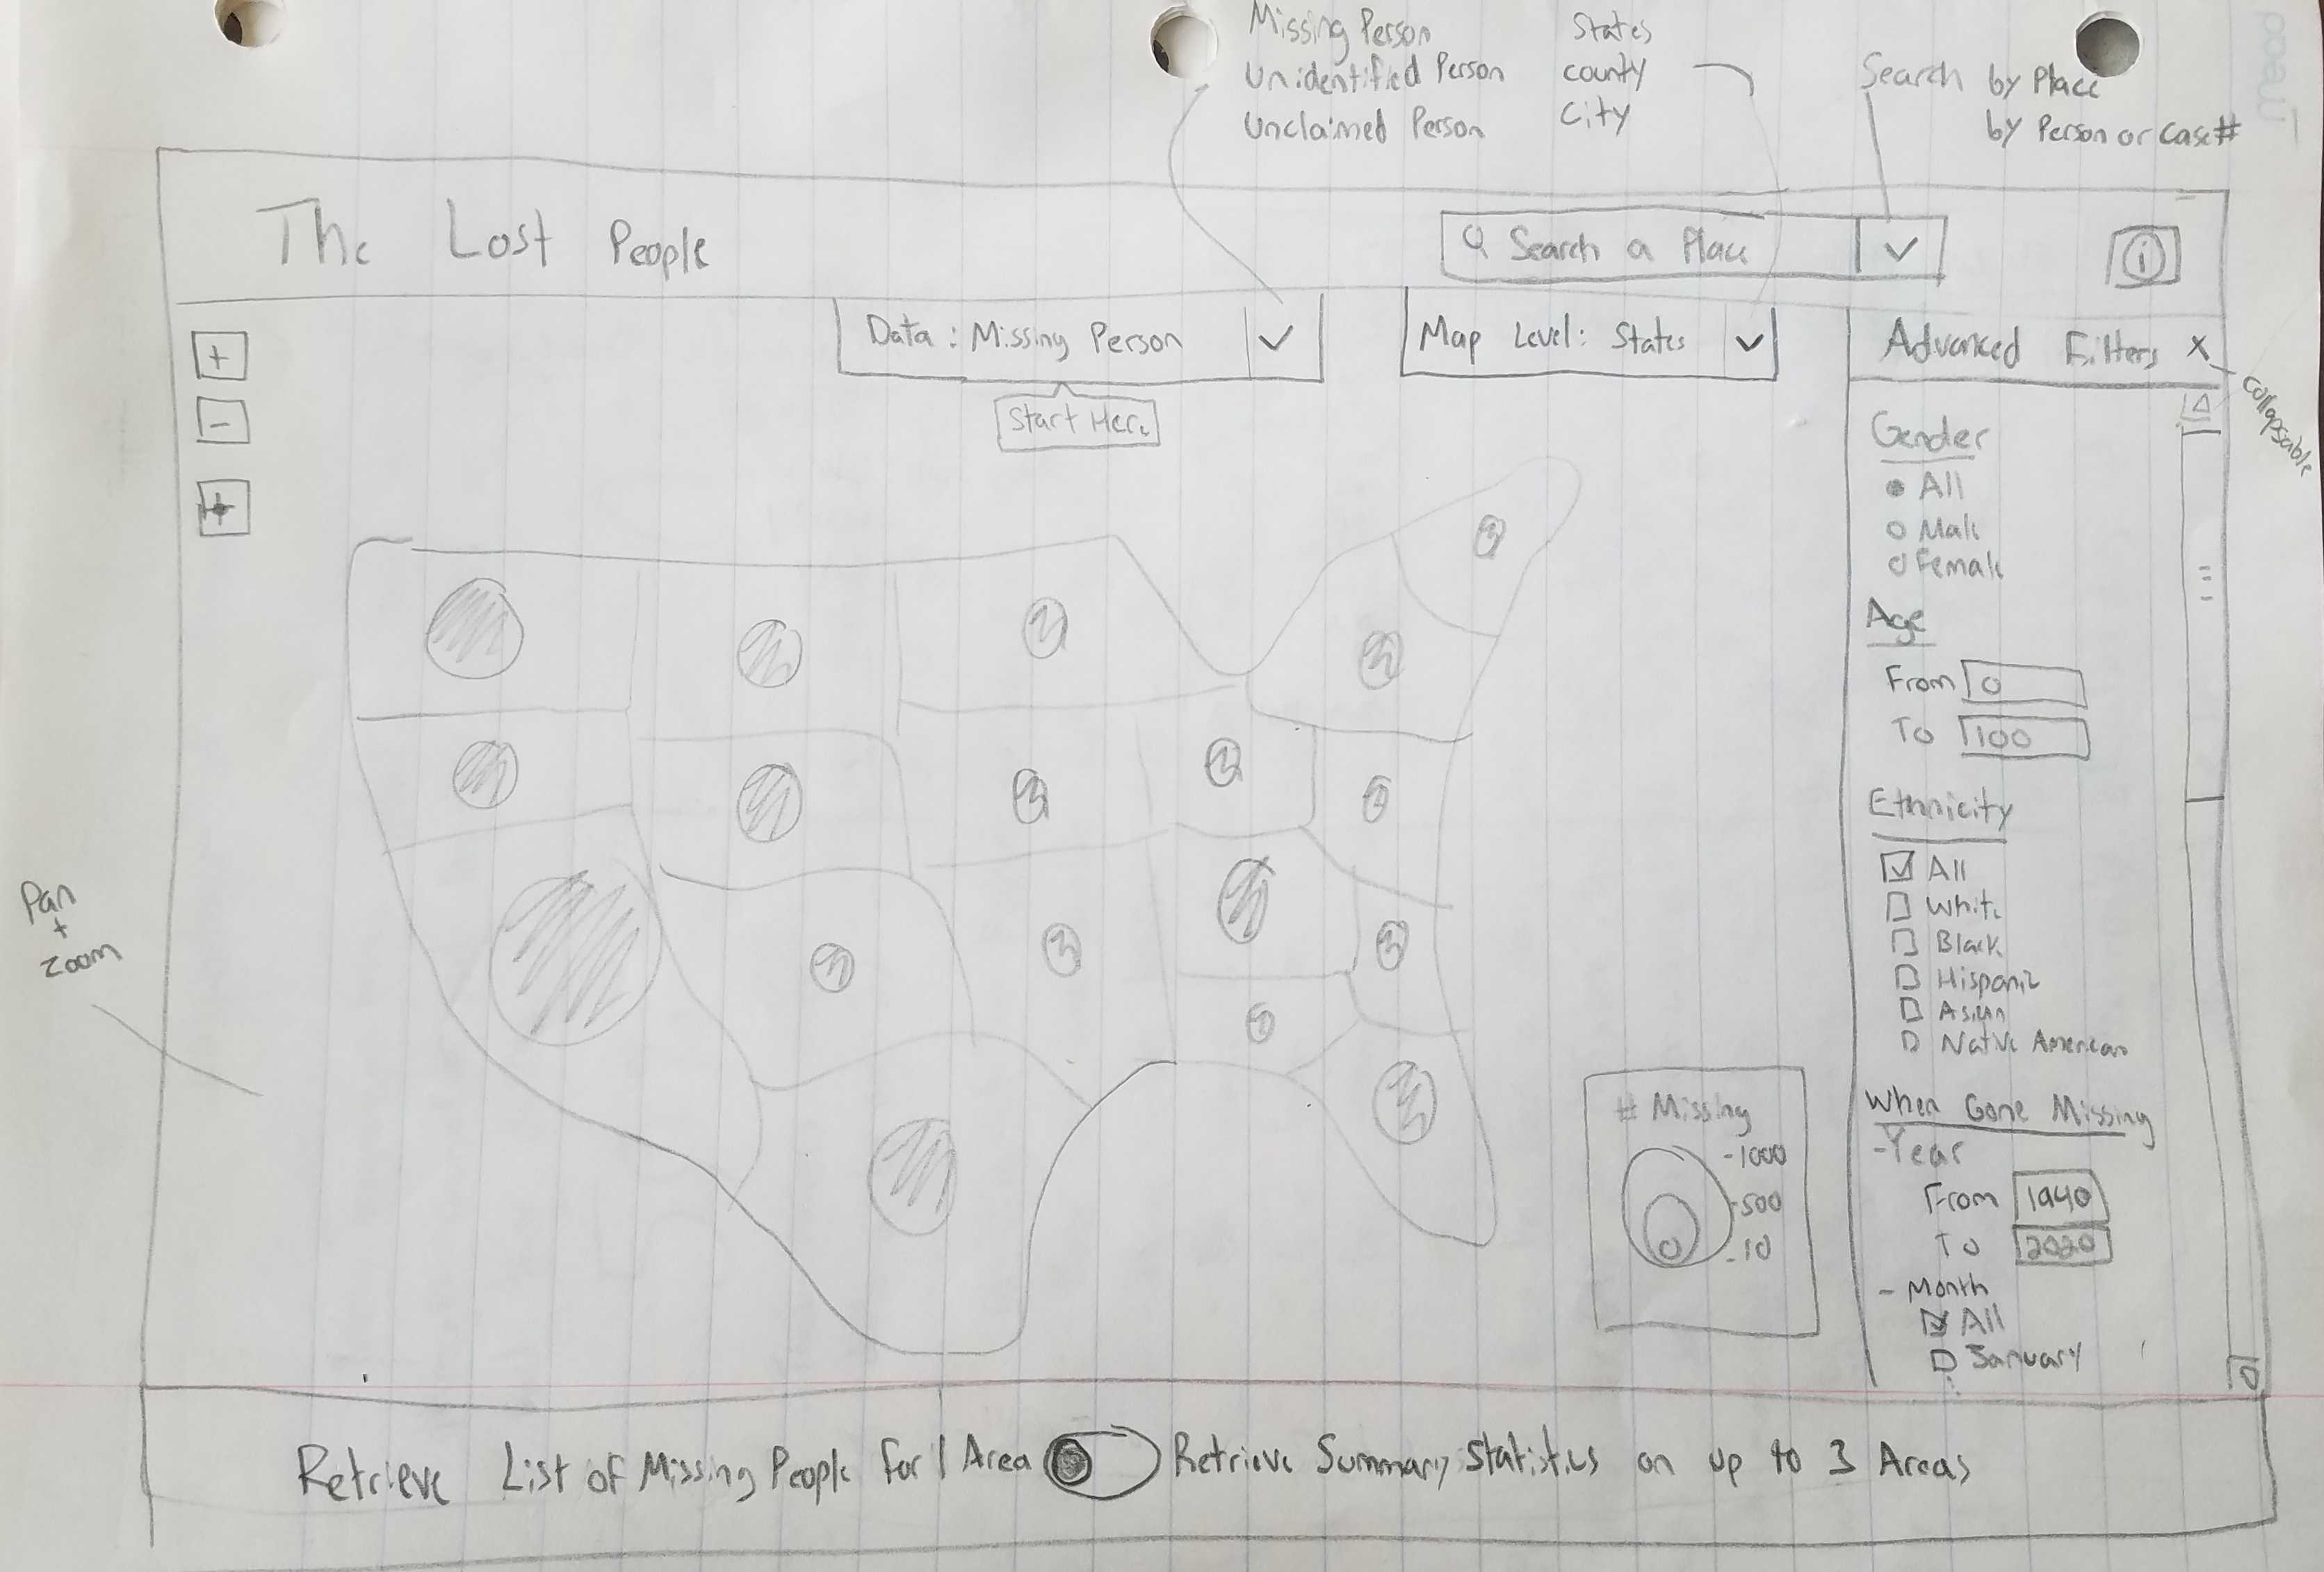 Missing Person
Unidentified Person
Unclaimed Person
States
county
City
Search by Place
by Person or case#
The Lost People
Search a Place
i
Data: Missing Person
Map Level: States
Advanced Filters X
collapsable
Start Here
+
-
Gender
All
Male
Female
Age
From 0
To 100
Ethnicity
All
White
Black
Hispanic
Asian
Native American
When Gone Missing
-Year
From 1940
To 2020
- Month
All
January
Pan
+
zoom
# Missing
-1000
-500
-10
Retrieve List of Missing People for 1 Area
Retrieve Summary Statistics on up to 3 Areas